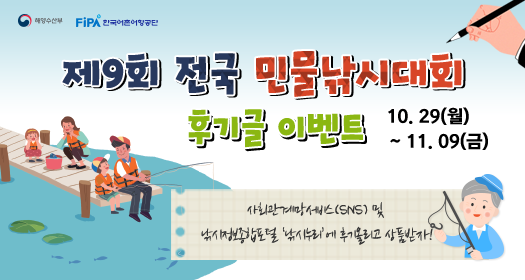 해양수산부 FIPA 한국어촌어항공단
제9회 전국 민물낚시대회
후기글 이벤트
10. 29(월)
~ 11. 09(금)
사회관계망서비스(SNS) 및
낚시정보종합포털 '낚시누리'에 후기올리고 상품받자!